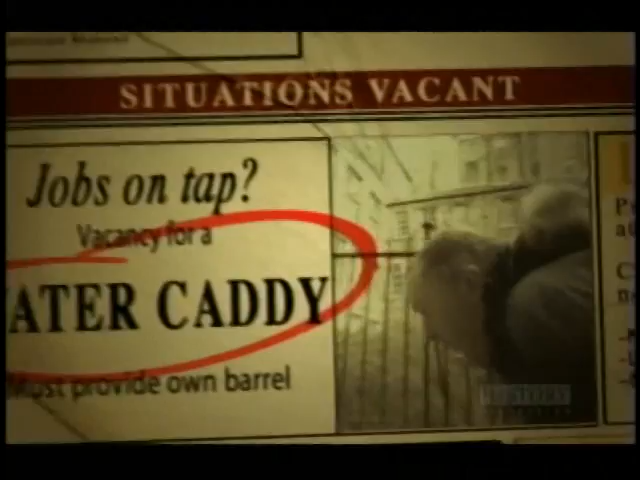 SITUATIONS VACANT
Jobs on tap?
Vacancy for a
ATER CADDY
Must provide own barrel